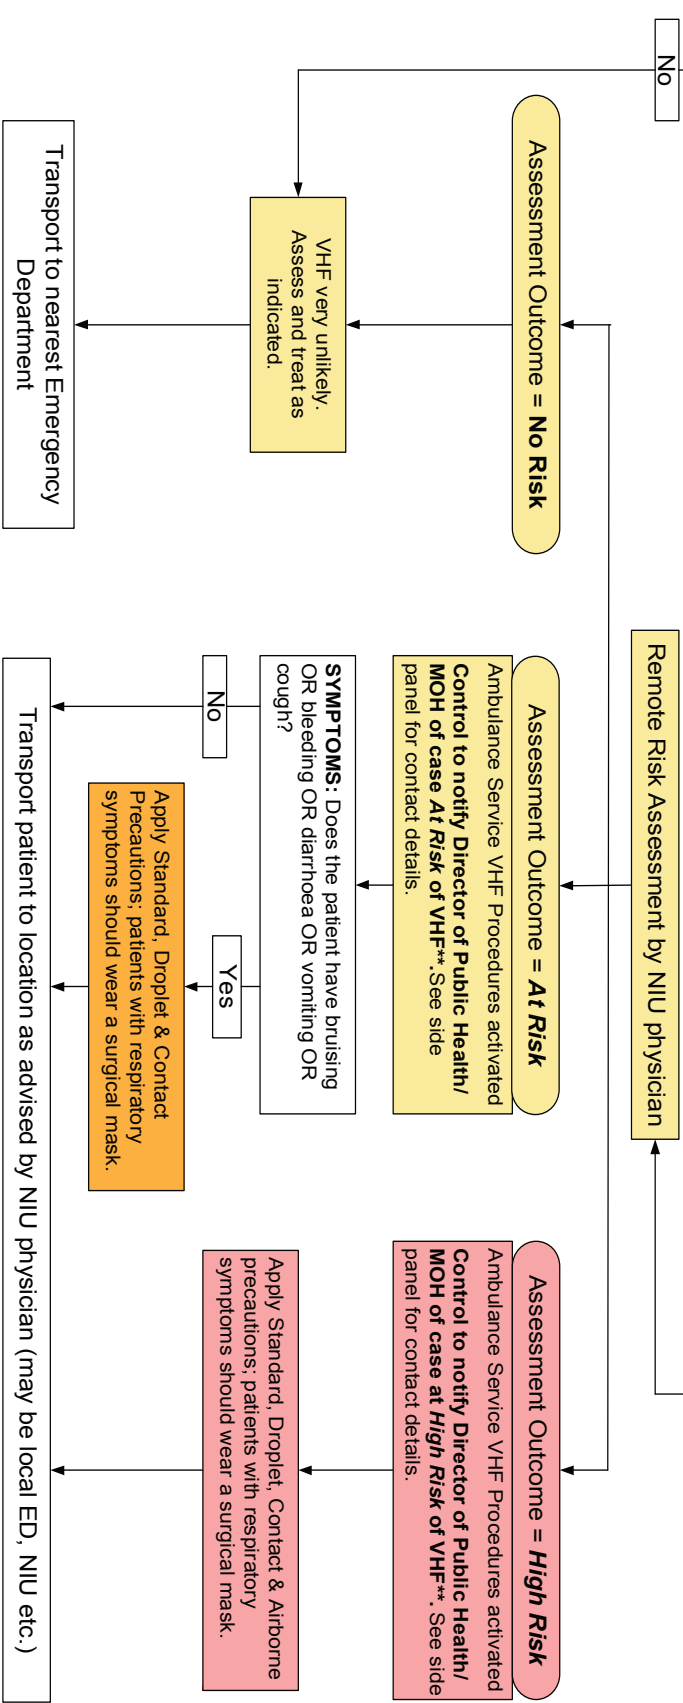 No
Remote Risk Assessment by NIU physician
Assessment Outcome = No Risk
VHF very unlikely.
Assess and treat as
indicated.
Transport to nearest Emergency
Department
Assessment Outcome = At Risk
Ambulance Service VHF Procedures activated
Control to notify Director of Public Health/
MOH of case At Risk of VHF**.See side
panel for contact details.
SYMPTOMS: Does the patient have bruising
OR bleeding OR diarrhoea OR vomiting OR
cough?
No
Yes
Apply Standard, Droplet & Contact
Precautions; patients with respiratory
symptoms should wear a surgical mask.
Assessment Outcome = High Risk
Ambulance Service VHF Procedures activated
Control to notify Director of Public Health/
MOH of case at High Risk of VHF**. See side
panel for contact details.
Apply Standard, Droplet, Contact & Airborne
precautions; patients with respiratory
symptoms should wear a surgical mask.
Transport patient to location as advised by NIU physician (may be local ED, NIU etc.)